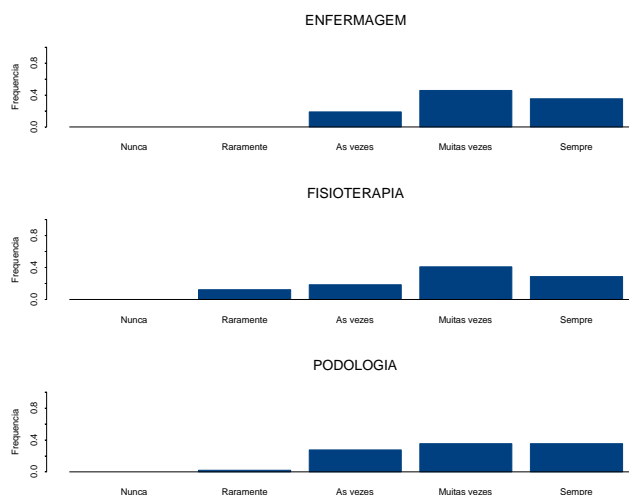 ENFERMAGEM
Frequencia
0.8
0.4
0.0
Nunca Raramente As vezes Muitas vezes Sempre
FISIOTERAPIA
Frequencia
0.8
0.4
0.0
Nunca Raramente As vezes Muitas vezes Sempre
PODOLOGIA
Frequencia
0.8
0.4
0.0
Nunca Raramente As vezes Muitas vezes Sempre